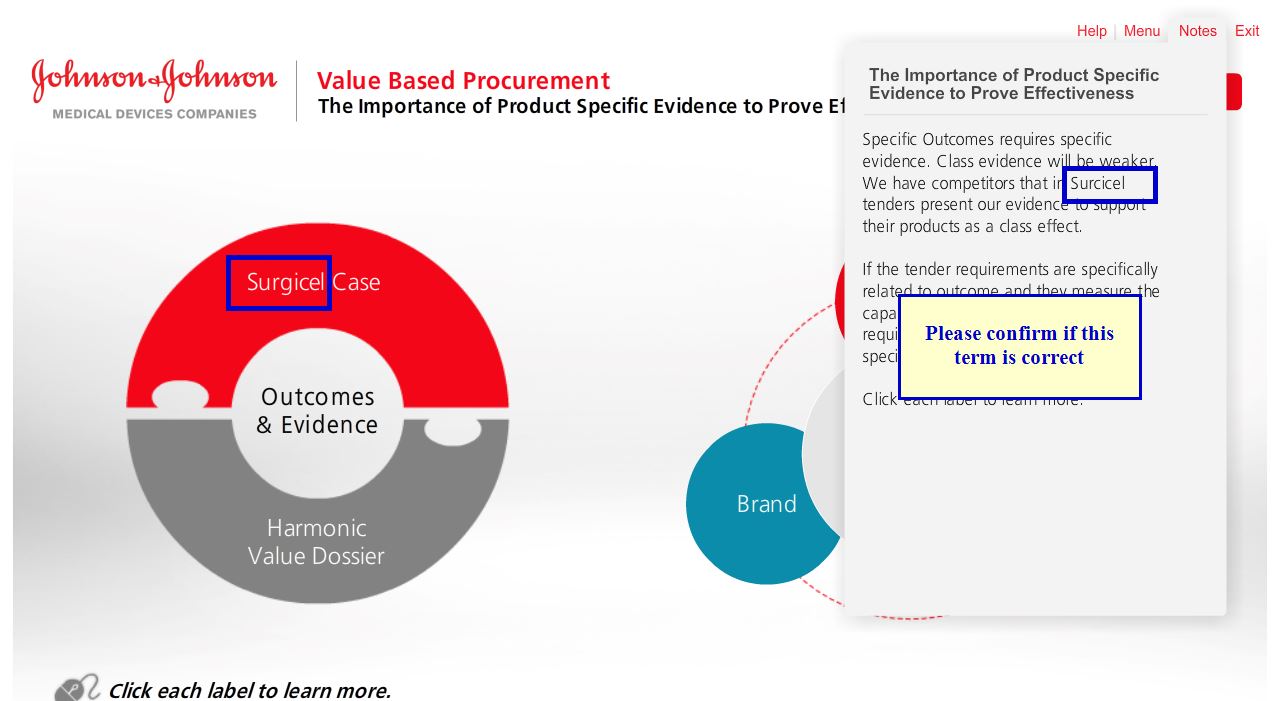 Help | Menu Notes Exit
Johnson & Johnson
MEDICAL DEVICES COMPANIES
Value Based Procurement
The Importance of Product Specific Evidence to Prove Ef
The Importance of Product Specific
Evidence to Prove Effectiveness
Specific Outcomes requires specific
evidence. Class evidence will be weaker.
We have competitors that in Surcicel
tenders present our evidence to support
their products as a class effect.
If the tender requirements are specifically
related to outcome and they measure the
capa
requi
speci
Click each label to learn more.
Please confirm if this
term is correct
Surgicel Case
Outcomes
& Evidence
Harmonic
Value Dossier
Brand
Click each label to learn more.